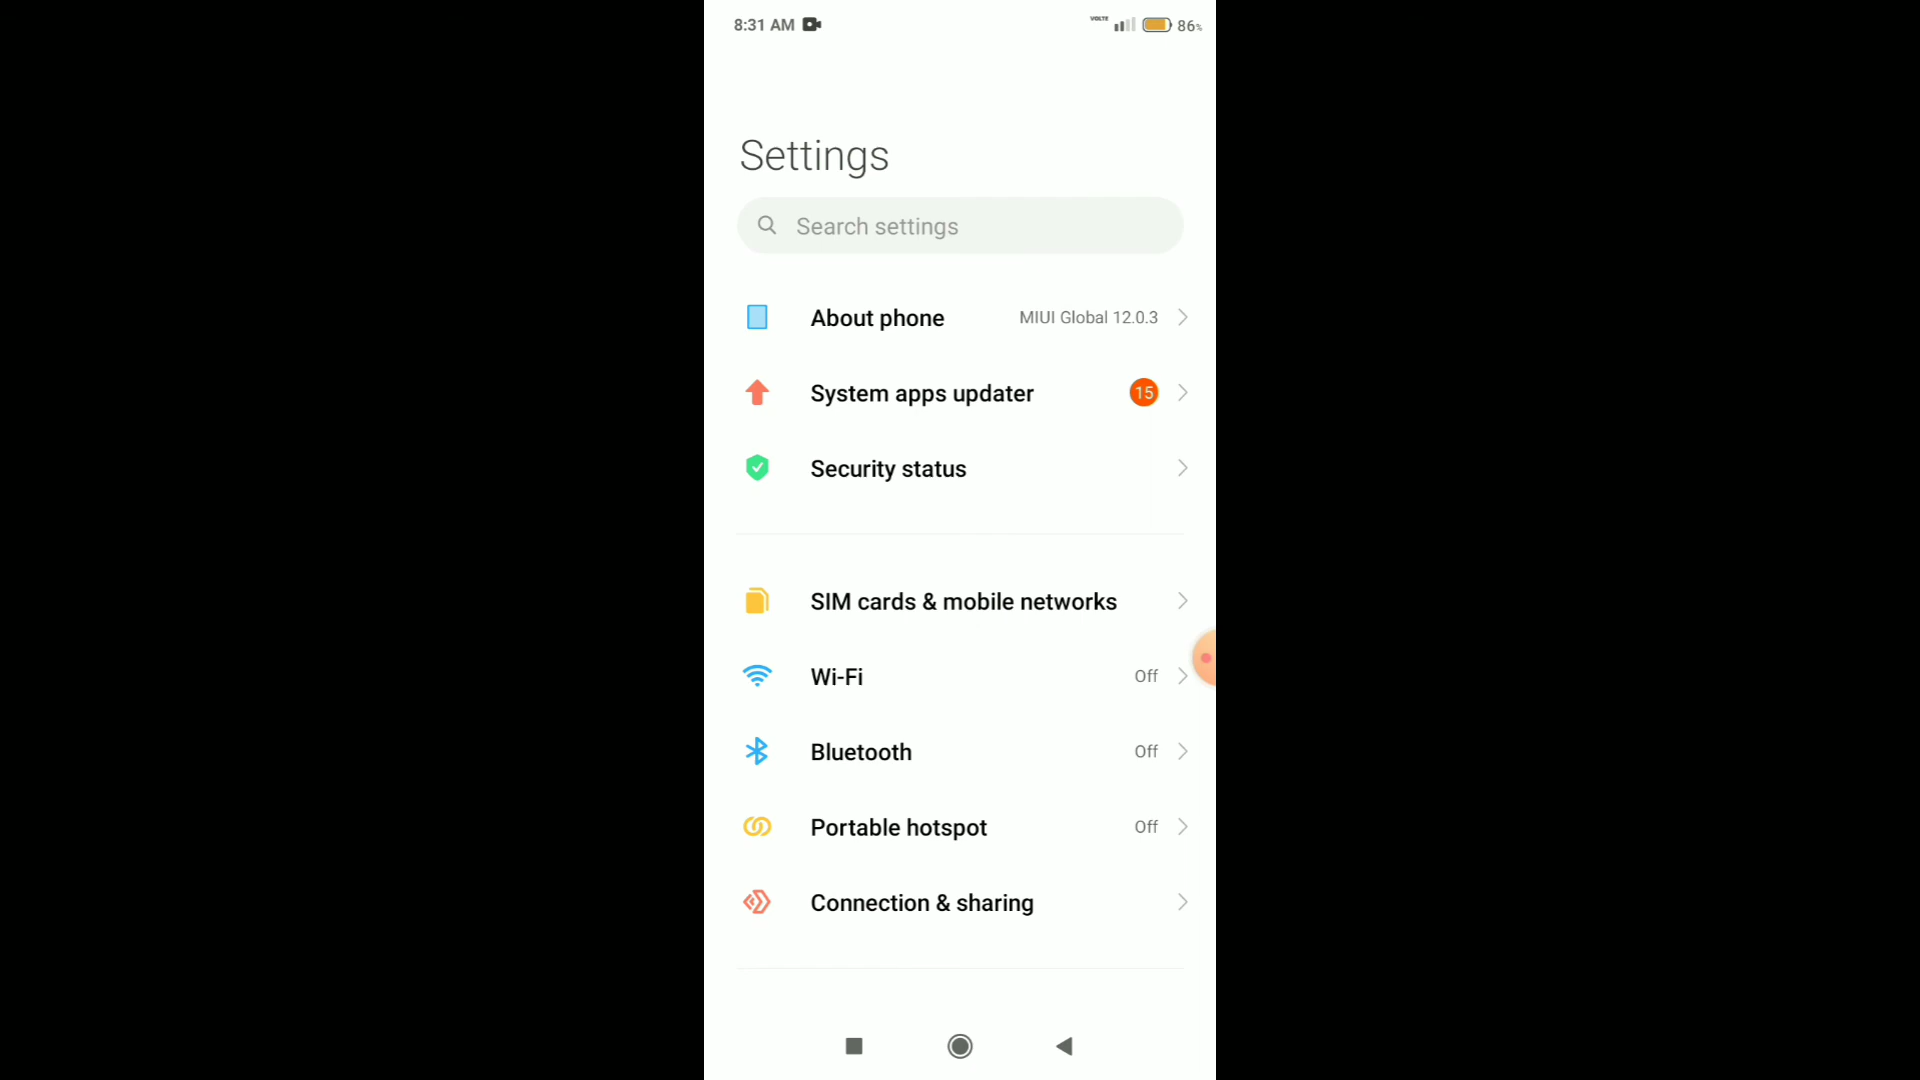 8:31 AM
VOLTE 86%
Settings
Search settings
About phone MIUI Global 12.0.3
System apps updater 15
Security status
SIM cards & mobile networks
Wi-Fi Off
Bluetooth Off
Portable hotspot Off
Connection & sharing